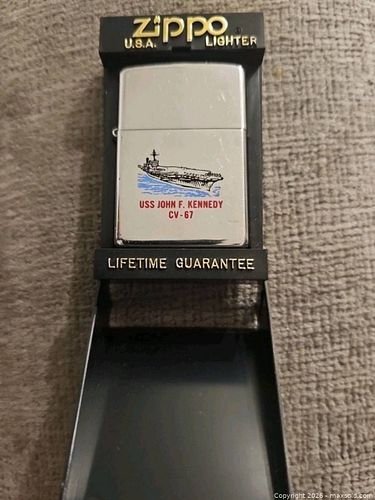 zippo
U.S.A. LIGHTER
USS JOHN F. KENNEDY
CV-67
LIFETIME GUARANTEE
Copyright 2026 - maxsold.com